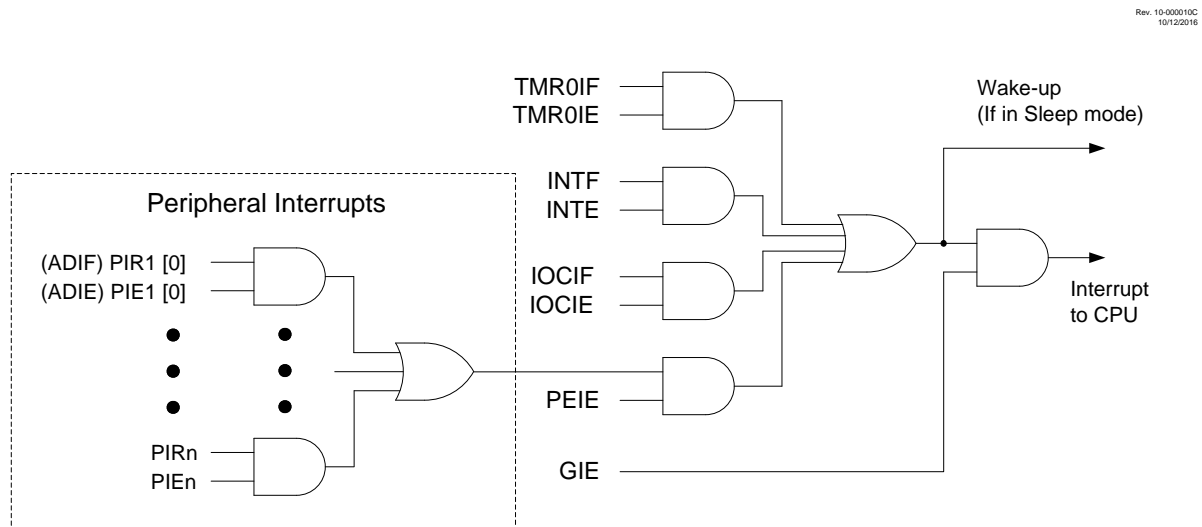 Rev. 10-000010C
10/12/2016
TMR0IF
TMR0IE
Wake-up
(If in Sleep mode)
INTF
INTE
Peripheral Interrupts
(ADIF) PIR1 [0]
(ADIE) PIE1 [0]
IOCIF
IOCIE
Interrupt
to CPU
PEIE
PIRn
PIEn
GIE